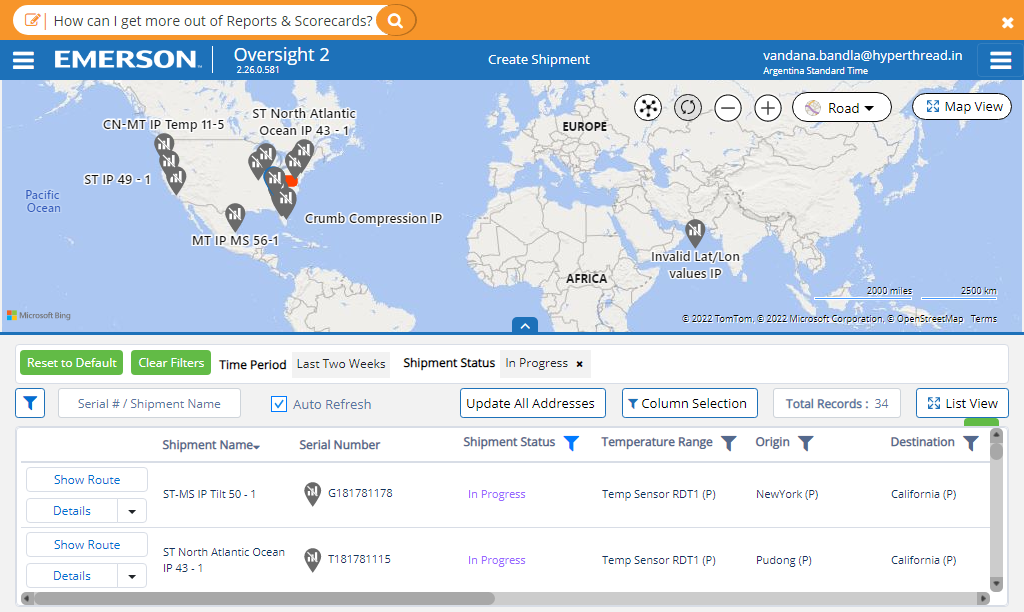 How can I get more out of Reports & Scorecards?
EMERSON
Oversight 2
2.26.0.581
Create Shipment
vandana.bandla@hyperthread.in
Argentina Standard Time
CN-MT IP Temp 11-5
ST North Atlantic
Ocean IP 43 - 1
EUROPE
Road
Map View
ST IP 49 - 1
Pacific
Ocean
Crumb Compression IP
MT IP MS 56-1
Invalid Lat/Lon
values IP
AFRICA
2000 miles
2500 km
Microsoft Bing
© 2022 TomTom, © 2022 Microsoft Corporation, © OpenStreetMap Terms
Reset to Default
Clear Filters
Time Period
Last Two Weeks
Shipment Status
In Progress ×
Serial # / Shipment Name
Auto Refresh
Update All Addresses
Column Selection
Total Records : 34
List View
Shipment Name
Serial Number
Shipment Status
Temperature Range
Origin
Destination
Show Route
Details
ST-MS IP Tilt 50 - 1
G181781178
In Progress
Temp Sensor RDT1 (P)
NewYork (P)
California (P)
Show Route
Details
ST North Atlantic Ocean
IP 43 - 1
T181781115
In Progress
Temp Sensor RDT1 (P)
Pudong (P)
California (P)